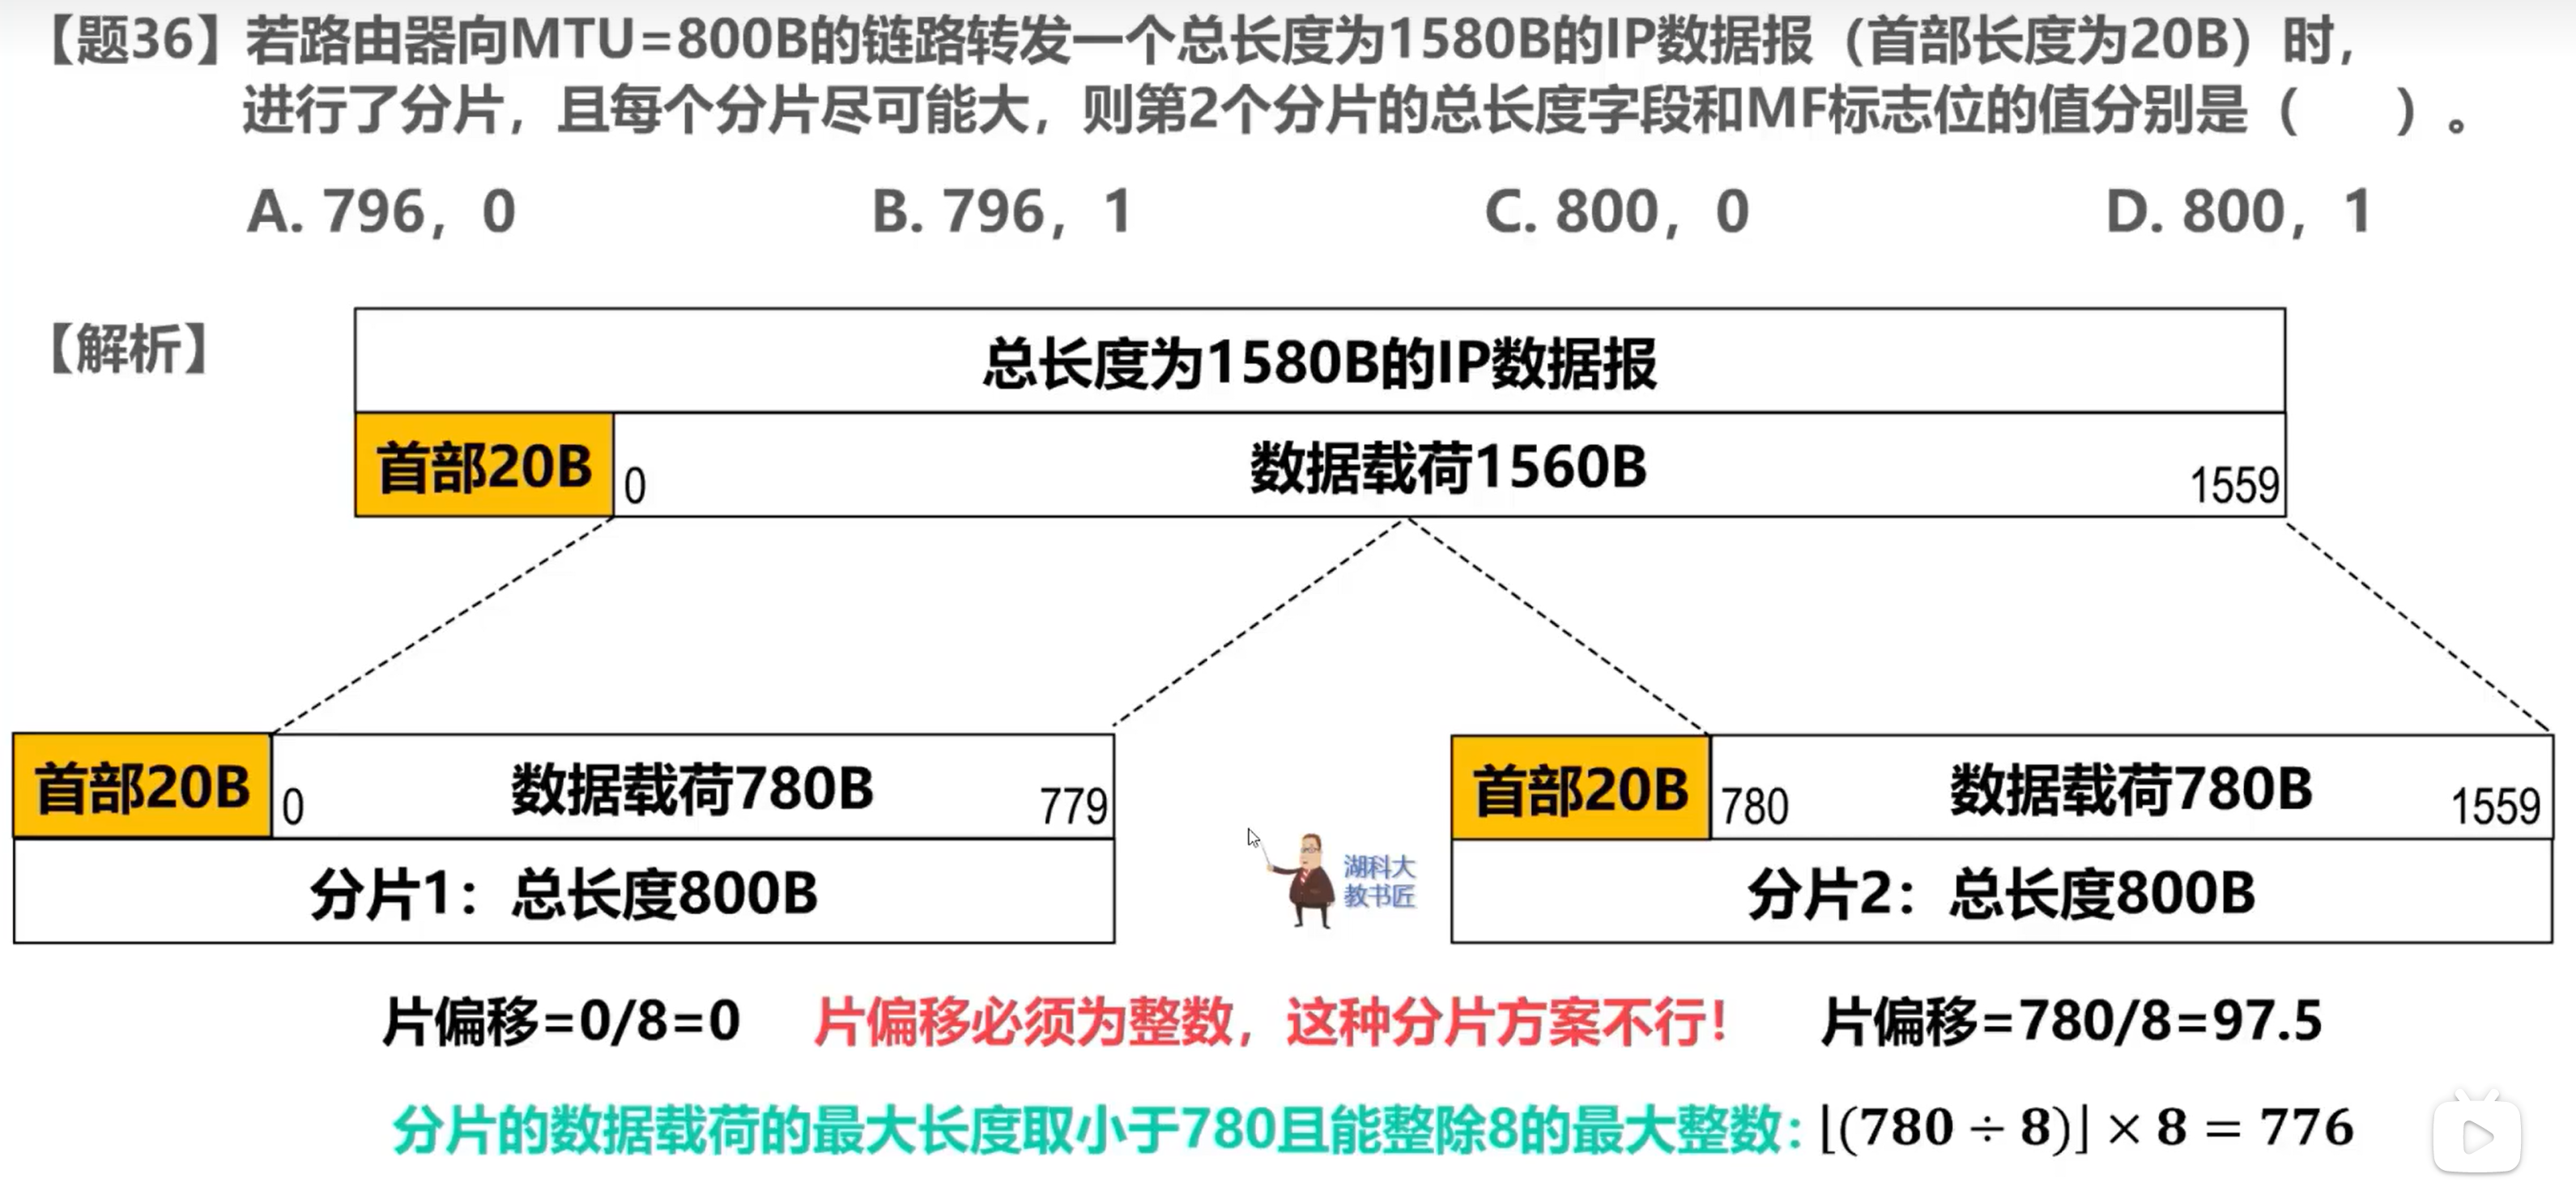 【题36】若路由器向MTU=800B的链路转发一个总长度为1580B的IP数据报（首部长度为20B）时，
进行了分片，且每个分片尽可能大，则第2个分片的总长度字段和MF标志位的值分别是（　　）。
A. 796，0　B. 796，1　C. 800，0　D. 800，1
【解析】
总长度为1580B的IP数据报
首部20B 0 数据载荷1560B 1559
首部20B 0 数据载荷780B 779
分片1：总长度800B
首部20B 780 数据载荷780B 1559
分片2：总长度800B
湖科大
教书匠
片偏移=0/8=0 片偏移必须为整数，这种分片方案不行！ 片偏移=780/8=97.5
分片的数据载荷的最大长度取小于780且能整除8的最大整数：⌊(780 ÷ 8)⌋ × 8 = 776